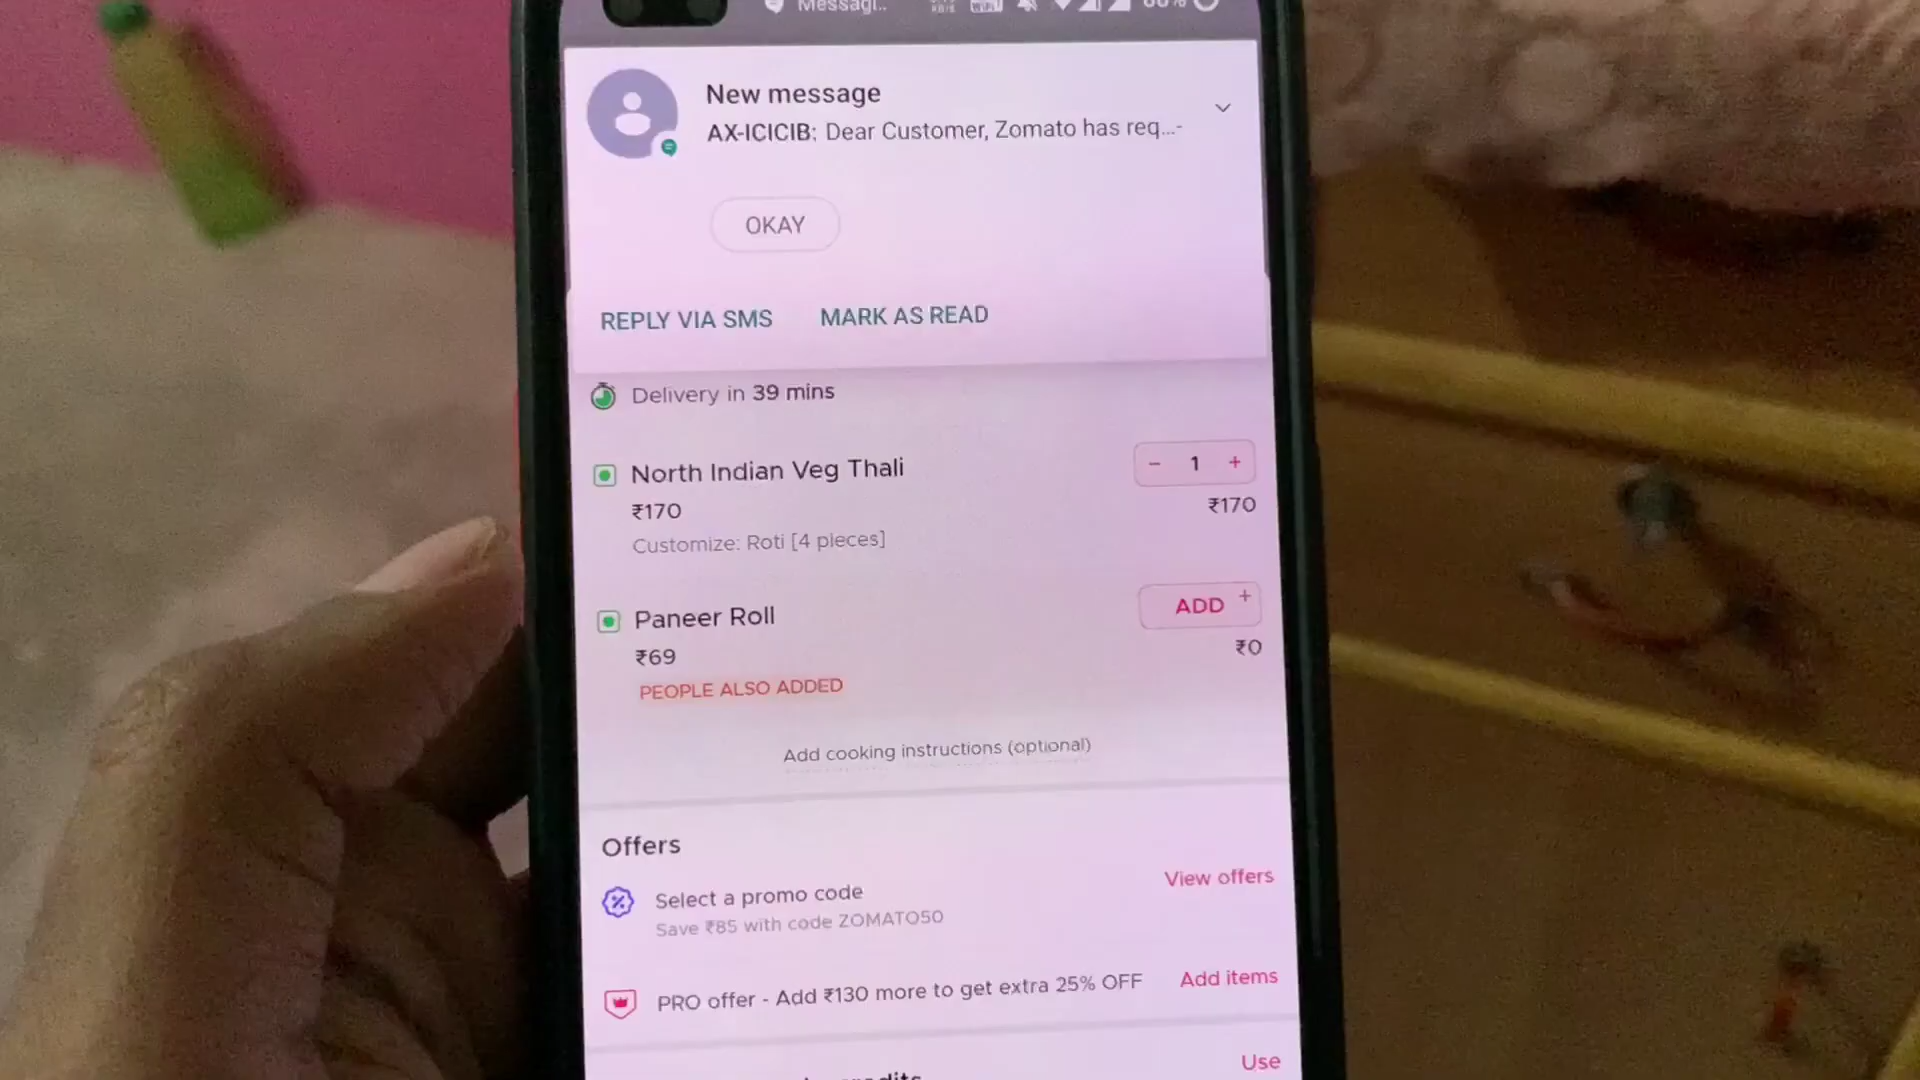 Messagi..
New message
AX-ICICIB: Dear Customer, Zomato has req...-
OKAY
REPLY VIA SMS MARK AS READ
Delivery in 39 mins
North Indian Veg Thali
- 1 +
₹170
₹170
Customize: Roti [4 pieces]
Paneer Roll
ADD +
₹69
₹0
PEOPLE ALSO ADDED
Add cooking instructions (optional)
Offers
Select a promo code
View offers
Save ₹85 with code ZOMATO50
PRO offer - Add ₹130 more to get extra 25% OFF
Add items
Use